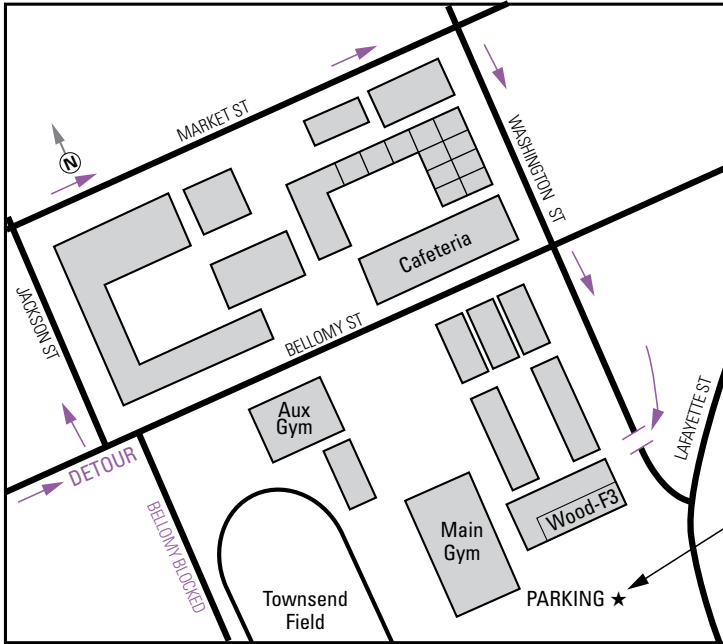 MARKET ST
WASHINGTON ST
N
JACKSON ST
Cafeteria
BELLOMY ST
LAFAYETTE ST
Aux
Gym
DETOUR
BELLOMY BLOCKED
Main
Gym
Wood-F3
Townsend
Field
PARKING ★